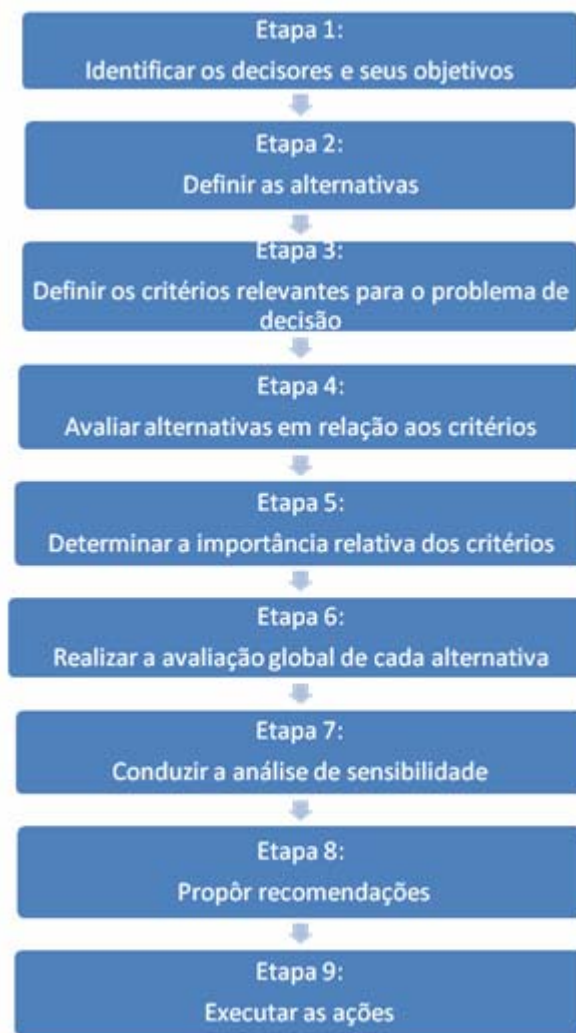 Etapa 1:
Identificar os decisores e seus objetivos
Etapa 2:
Definir as alternativas
Etapa 3:
Definir os critérios relevantes para o problema de
decisão
Etapa 4:
Avaliar alternativas em relação aos critérios
Etapa 5:
Determinar a importância relativa dos critérios
Etapa 6:
Realizar a avaliação global de cada alternativa
Etapa 7:
Conduzir a análise de sensibilidade
Etapa 8:
Propôr recomendações
Etapa 9:
Executar as ações